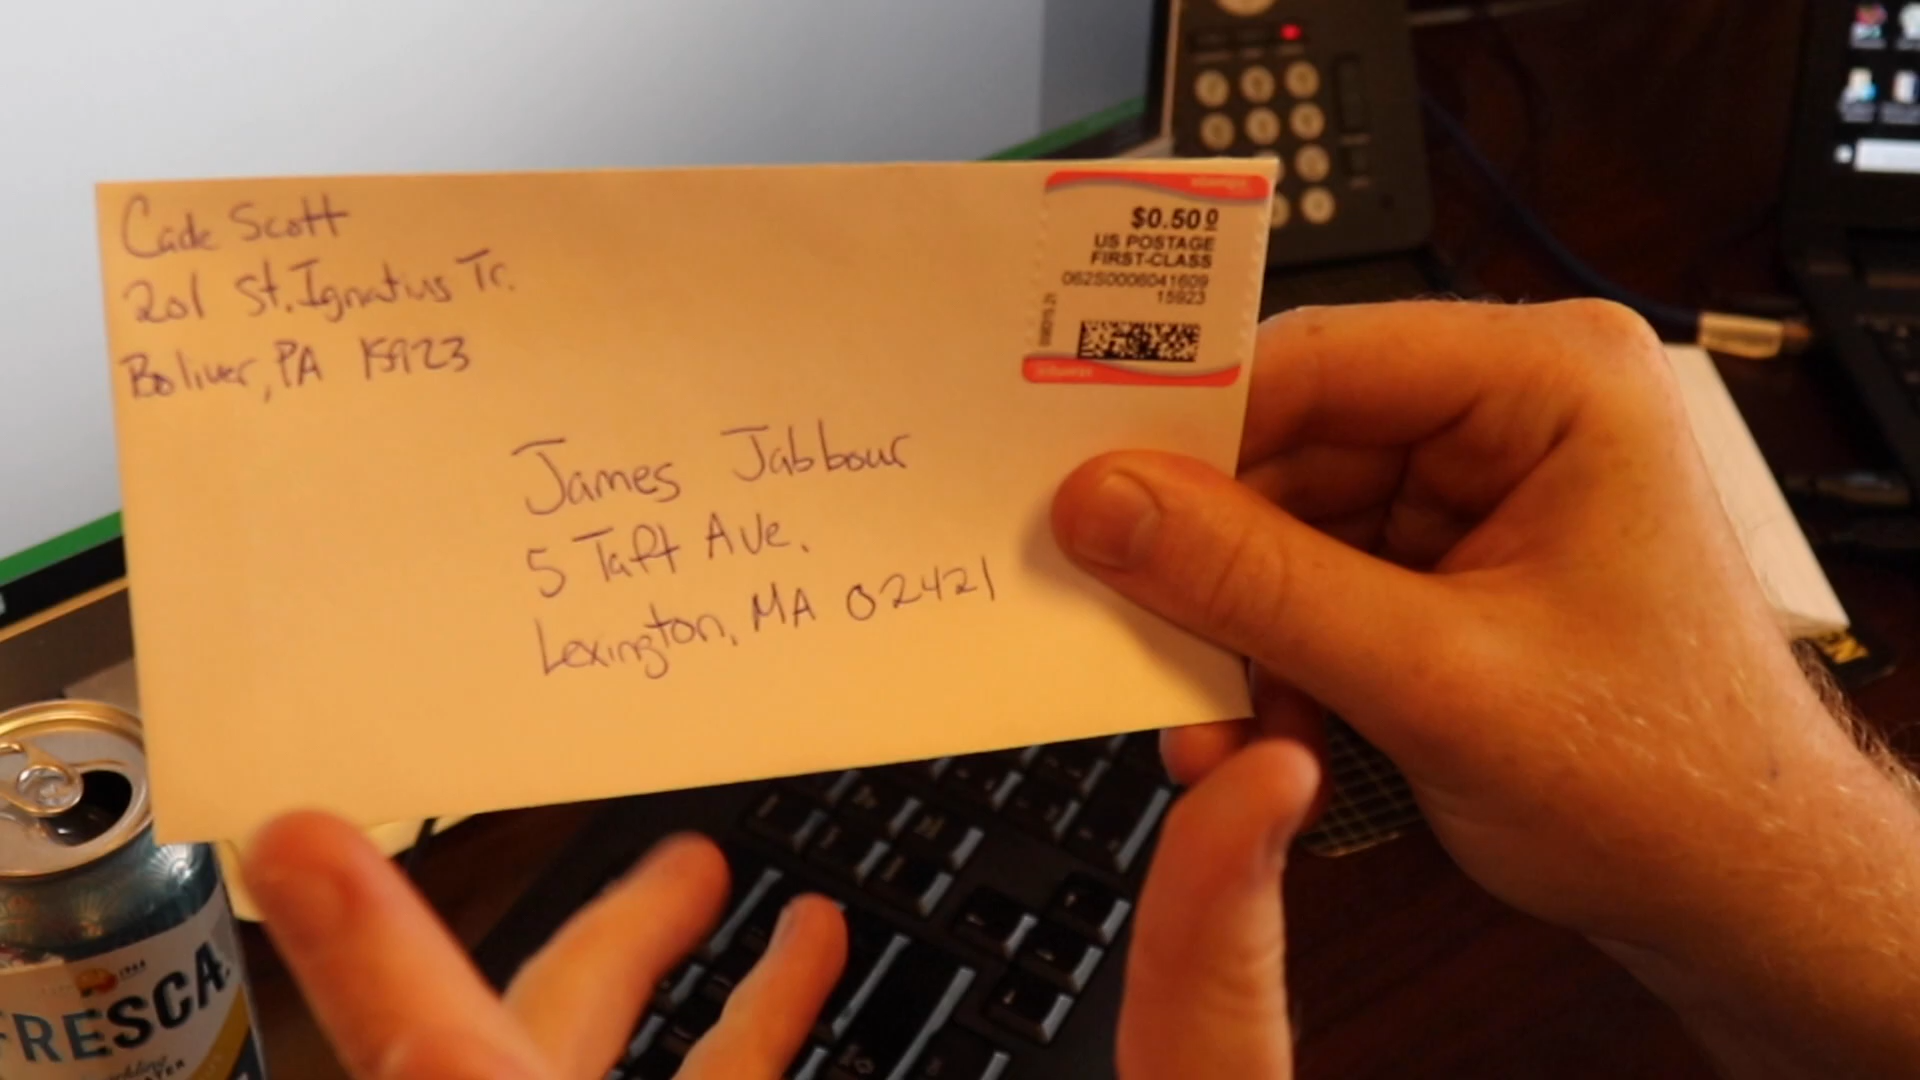 Cade Scott
201 St. Ignatius Tr.
Boliver, PA 15923
$0.500
US POSTAGE
FIRST-CLASS
062S0006041609
15923
James Jabbour
5 Taft Ave.
Lexington, MA 02421
FRESCA